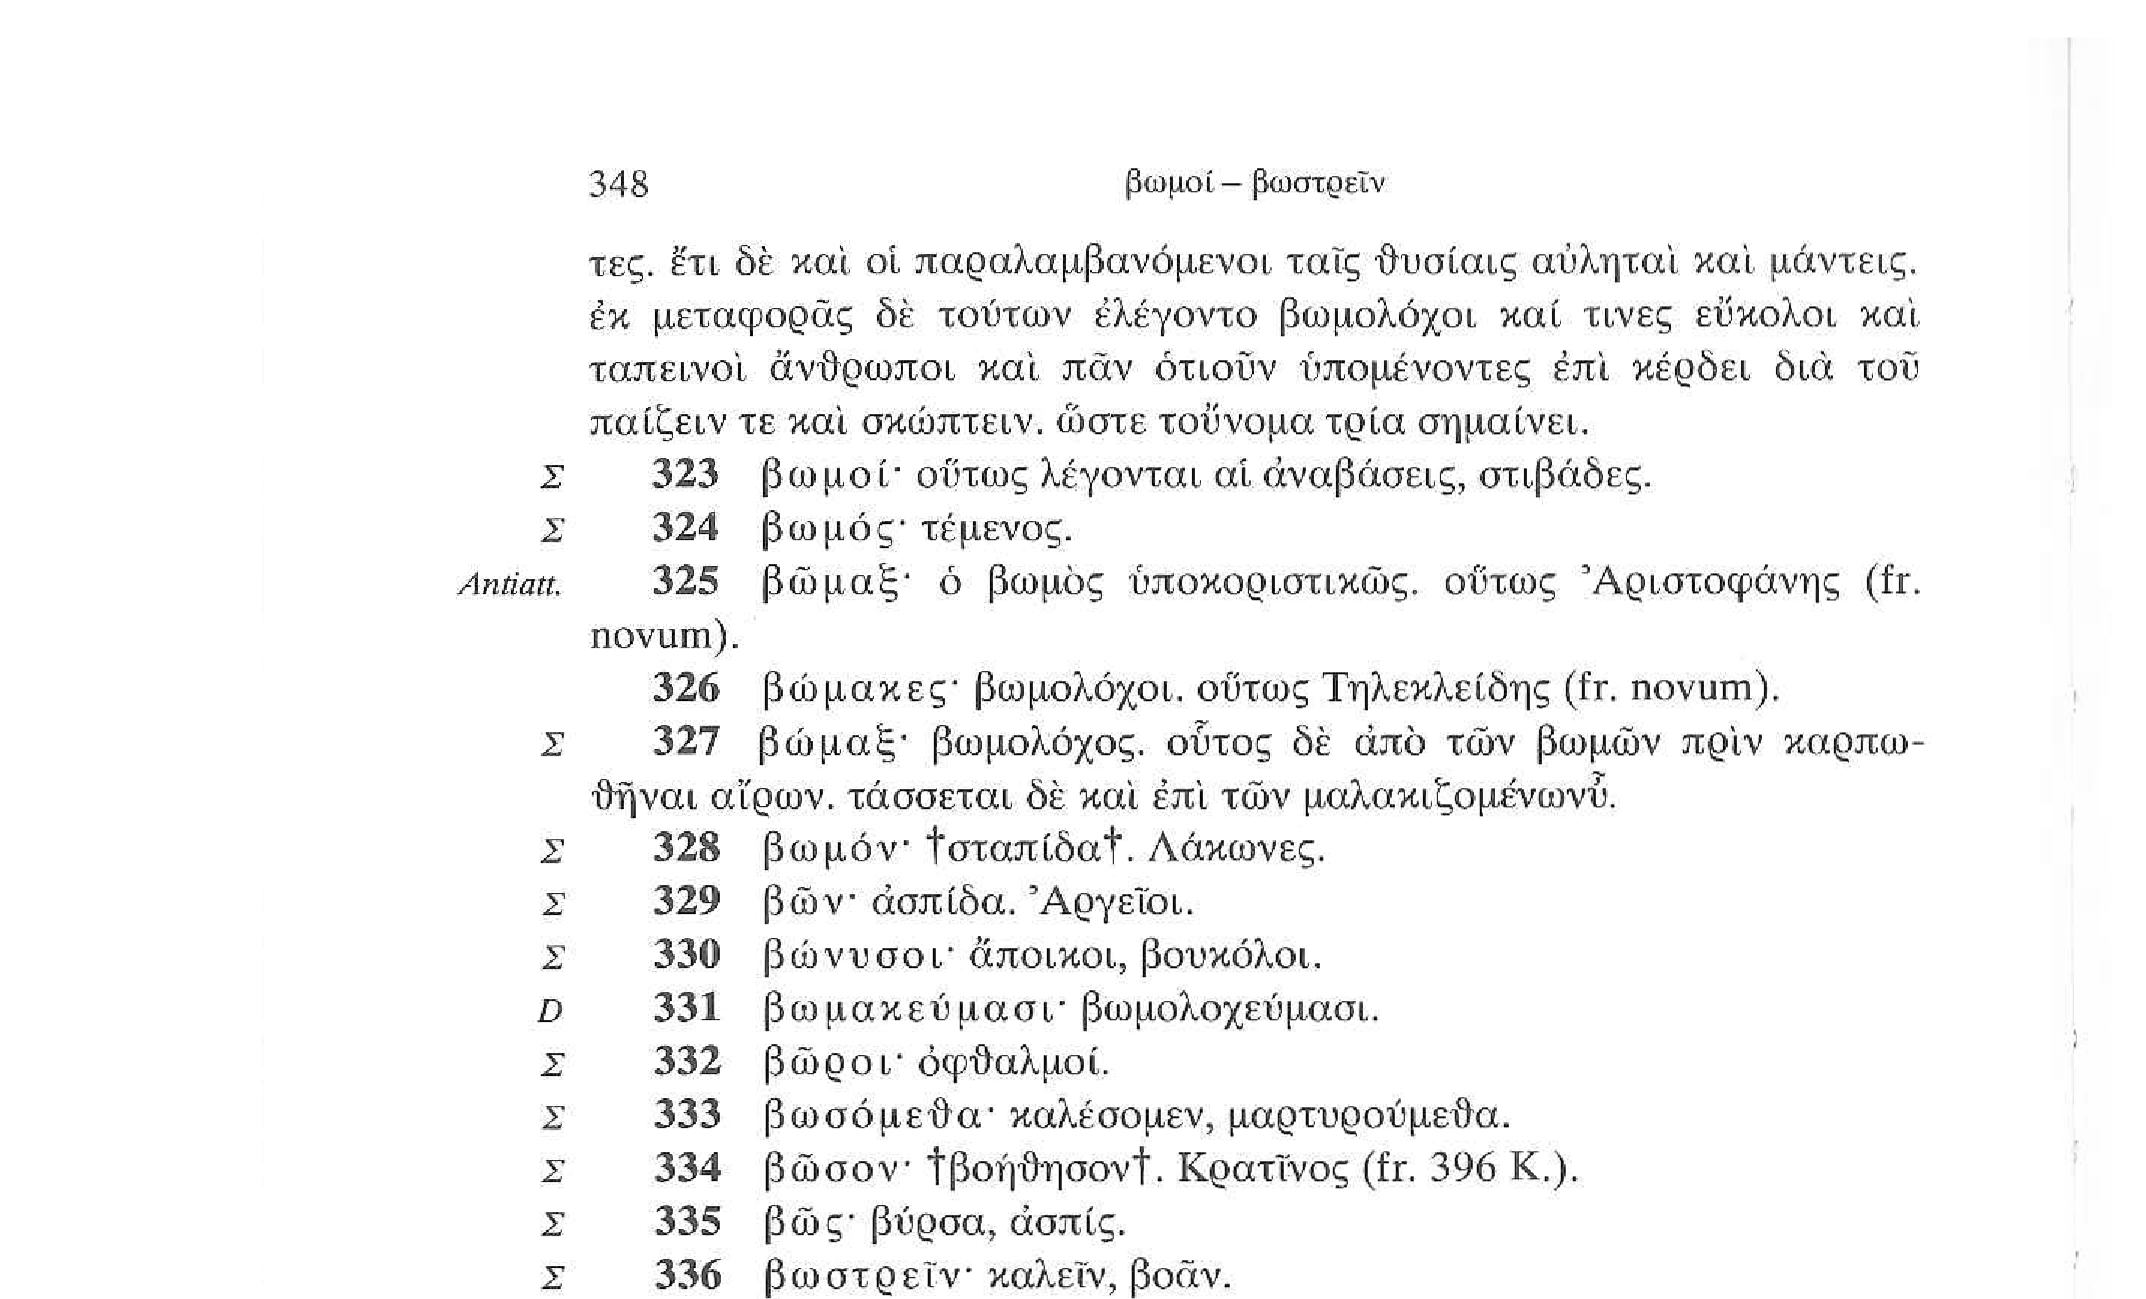 348 βωμοί – βωστρεῖν
τες. ἔτι δὲ καὶ οἱ παραλαμβανόμενοι ταῖς θυσίαις αὐληταὶ καὶ μάντεις.
ἐκ μεταφορᾶς δὲ τούτων ἐλέγοντο βωμολόχοι καί τινες εὔκολοι καὶ
ταπεινοὶ ἄνθρωποι καὶ πᾶν ὁτιοῦν ὑπομένοντες ἐπὶ κέρδει διὰ τοῦ
παίζειν τε καὶ σκώπτειν. ὥστε τοὔνομα τρία σημαίνει.
Σ 323 βωμοί· οὕτως λέγονται αἱ ἀναβάσεις, στιβάδες.
Σ 324 βωμός· τέμενος.
Antiatt. 325 βῶμαξ· ὁ βωμὸς ὑποκοριστικῶς. οὕτως Ἀριστοφάνης (fr.
novum).
326 βώμακες· βωμολόχοι. οὕτως Τηλεκλείδης (fr. novum).
Σ 327 βώμαξ· βωμολόχος. οὗτος δὲ ἀπὸ τῶν βωμῶν πρὶν καρπω-
θῆναι αἴρων. τάσσεται δὲ καὶ ἐπὶ τῶν μαλακιζομένωνὖ.
Σ 328 βωμόν· †σταπίδα†. Λάκωνες.
Σ 329 βῶν· ἀσπίδα. Ἀργεῖοι.
Σ 330 βώνυσοι· ἄποικοι, βουκόλοι.
D 331 βωμακεύμασι· βωμολοχεύμασι.
Σ 332 βῶροι· ὀφθαλμοί.
Σ 333 βωσόμεθα· καλέσομεν, μαρτυρούμεθα.
Σ 334 βῶσον· †βοήθησον†. Κρατῖνος (fr. 396 K.).
Σ 335 βῶς· βύρσα, ἀσπίς.
Σ 336 βωστρεῖν· καλεῖν, βοᾶν.